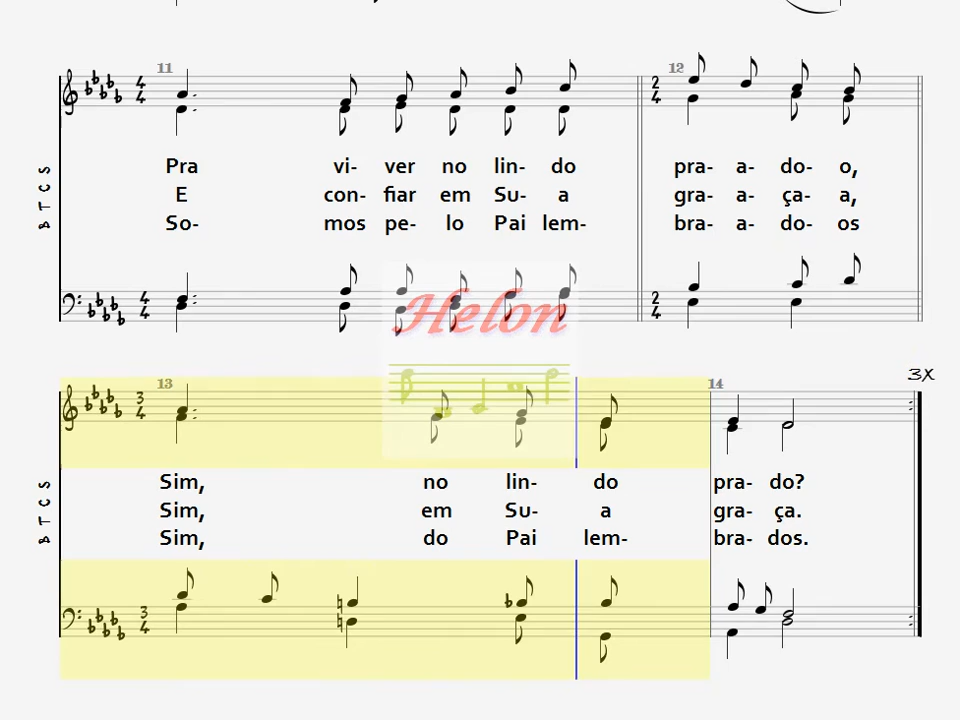 11 12
Pra vi- ver no lin- do pra- a- do- o,
E con- fiar em Su- a gra- a- ça- a,
So- mos pe- lo Pai lem- bra- a- do- os
B T C S
Helon
13 14 3X
Sim, no lin- do pra- do?
Sim, em Su- a gra- ça.
Sim, do Pai lem- bra- dos.
B T C S